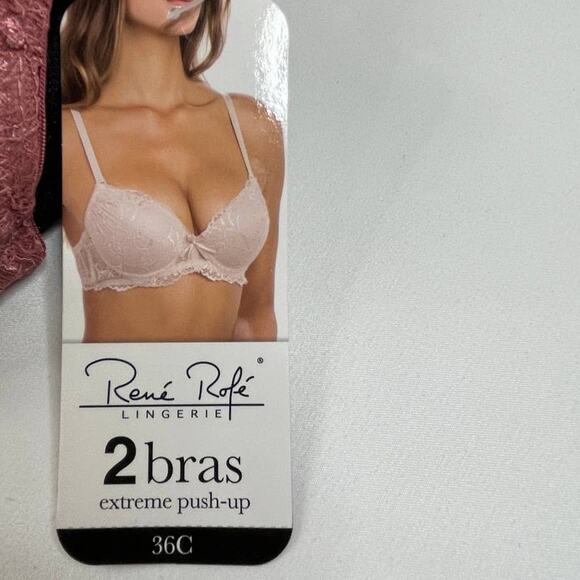 René Rofé ®
LINGERIE
2 bras
extreme push-up
36C